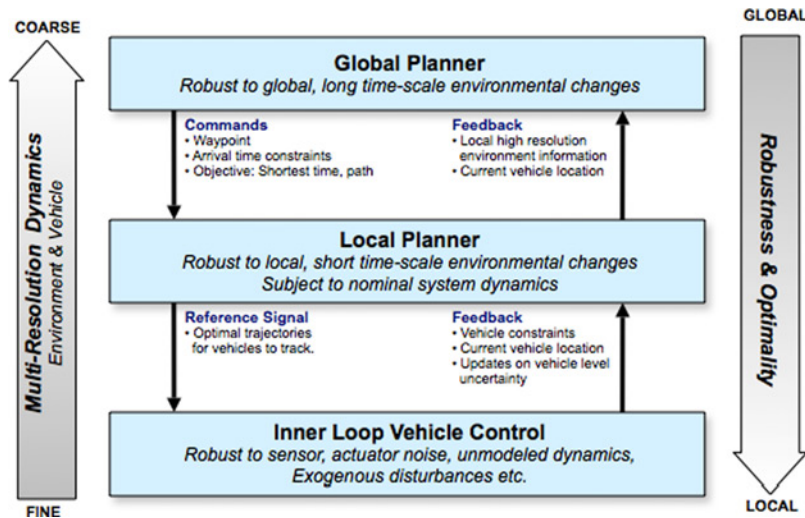 COARSE
GLOBAL
Global Planner
Robust to global, long time-scale environmental changes
Commands
• Waypoint
• Arrival time constraints
• Objective: Shortest time, path
Feedback
• Local high resolution
environment information
• Current vehicle location
Local Planner
Robust to local, short time-scale environmental changes
Subject to nominal system dynamics
Reference Signal
• Optimal trajectories
for vehicles to track.
Feedback
• Vehicle constraints
• Current vehicle location
• Updates on vehicle level
uncertainty
Inner Loop Vehicle Control
Robust to sensor, actuator noise, unmodeled dynamics,
Exogenous disturbances etc.
Multi-Resolution Dynamics
Environment & Vehicle
Robustness & Optimality
FINE
LOCAL